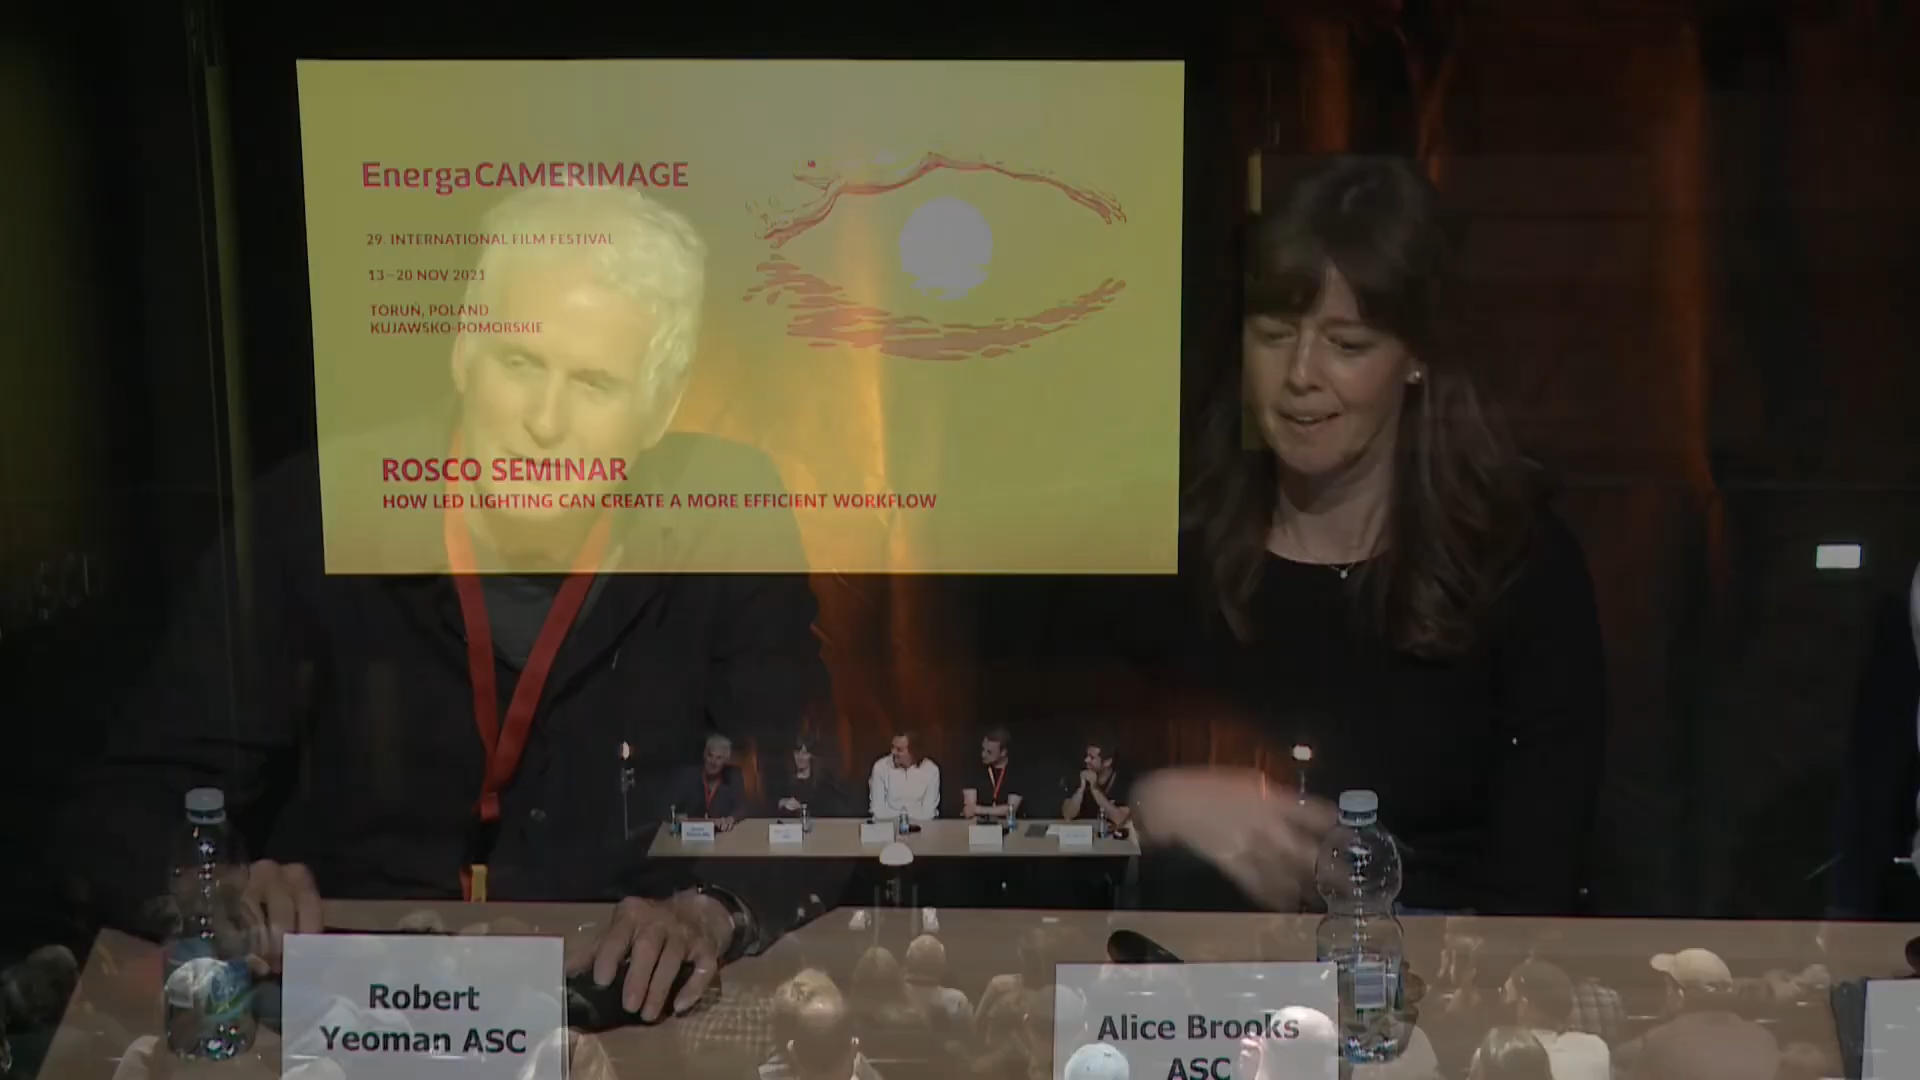 EnergaCAMERIMAGE
29. INTERNATIONAL FILM FESTIVAL
13–20 NOV 2021
TORUŃ, POLAND
KUJAWSKO-POMORSKIE
ROSCO SEMINAR
HOW LED LIGHTING CAN CREATE A MORE EFFICIENT WORKFLOW
Robert
Yeoman ASC
Alice Brooks
ASC